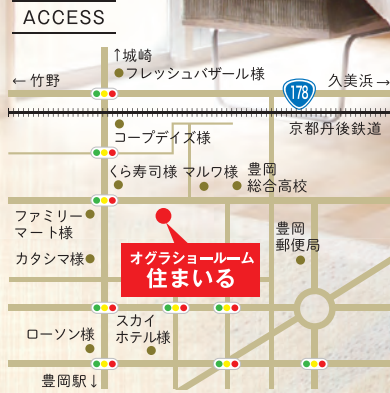 ACCESS
↑城崎
フレッシュバザール様
←竹野
178
久美浜→
京都丹後鉄道
コープデイズ様
くら寿司様
マルワ様
豊岡
総合高校
ファミリー
マート様
カタシマ様
オグラショールーム
住まいる
豊岡
郵便局
ローソン様
スカイ
ホテル様
豊岡駅↓